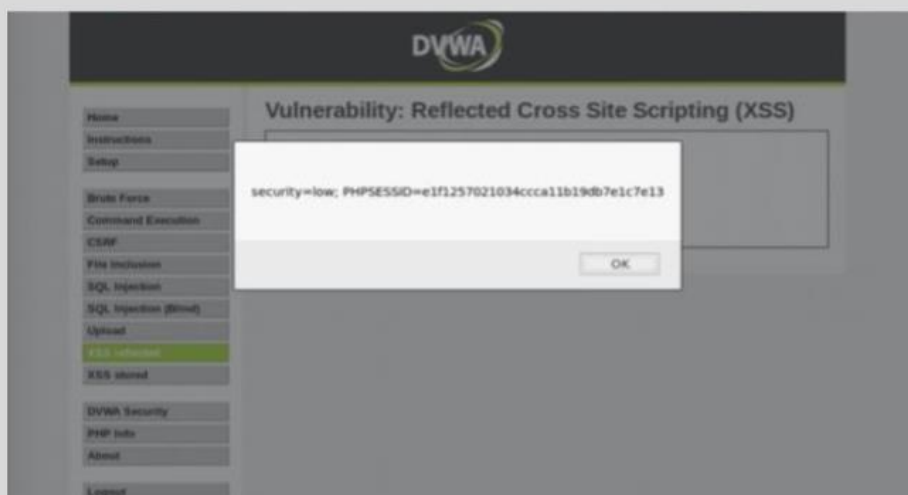 DVWA
Vulnerability: Reflected Cross Site Scripting (XSS)
Home
Instructions
Setup
Brute Force
Command Execution
CSRF
File Inclusion
SQL Injection
SQL Injection (Blind)
Upload
XSS reflected
XSS stored
DVWA Security
PHP Info
About
Logout
security=low; PHPSESSID=e1f1257021034ccca11b19db7e1c7e13
OK